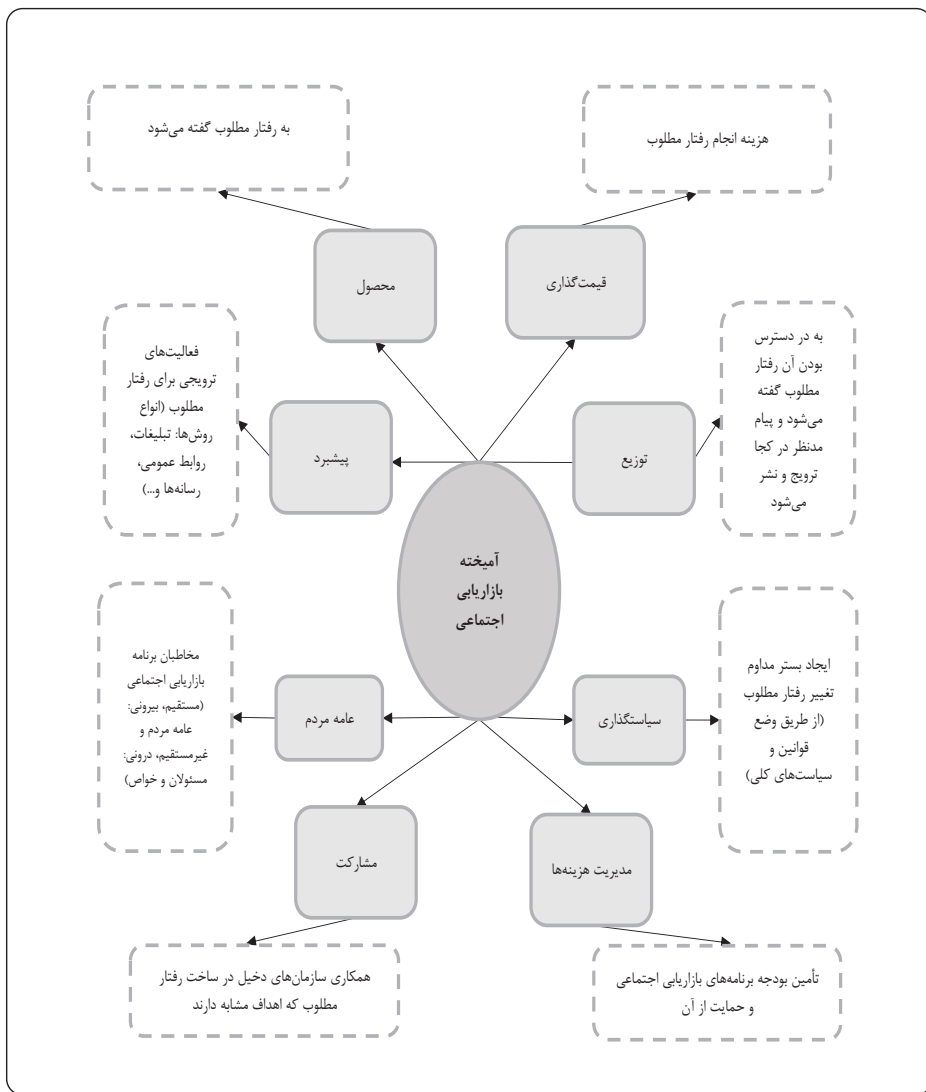 هزینه انجام رفتار مطلوب
به رفتار مطلوب گفته می‌شود
قیمت‌گذاری
محصول
به در دسترس
بودن آن رفتار
مطلوب گفته
می‌شود و پیام
مدنظر در کجا
ترویج و نشر
می‌شود
توزیع
پیشبرد
فعالیت‌های
ترویجی برای رفتار
مطلوب (انواع
روش‌ها: تبلیغات،
روابط عمومی،
رسانه‌ها و...)
آمیخته
بازاریابی
اجتماعی
ایجاد بستر مداوم
تغییر رفتار مطلوب
(از طریق وضع
قوانین و
سیاست‌های کلی)
سیاستگذاری
عامه مردم
مخاطبان برنامه
بازاریابی اجتماعی
(مستقیم، بیرونی:
عامه مردم و
غیرمستقیم، درونی:
مسئولان و خواص)
مدیریت هزینه‌ها
مشارکت
تأمین بودجه برنامه‌های بازاریابی اجتماعی
و حمایت از آن
همکاری سازمان‌های دخیل در ساخت رفتار
مطلوب که اهداف مشابه دارند